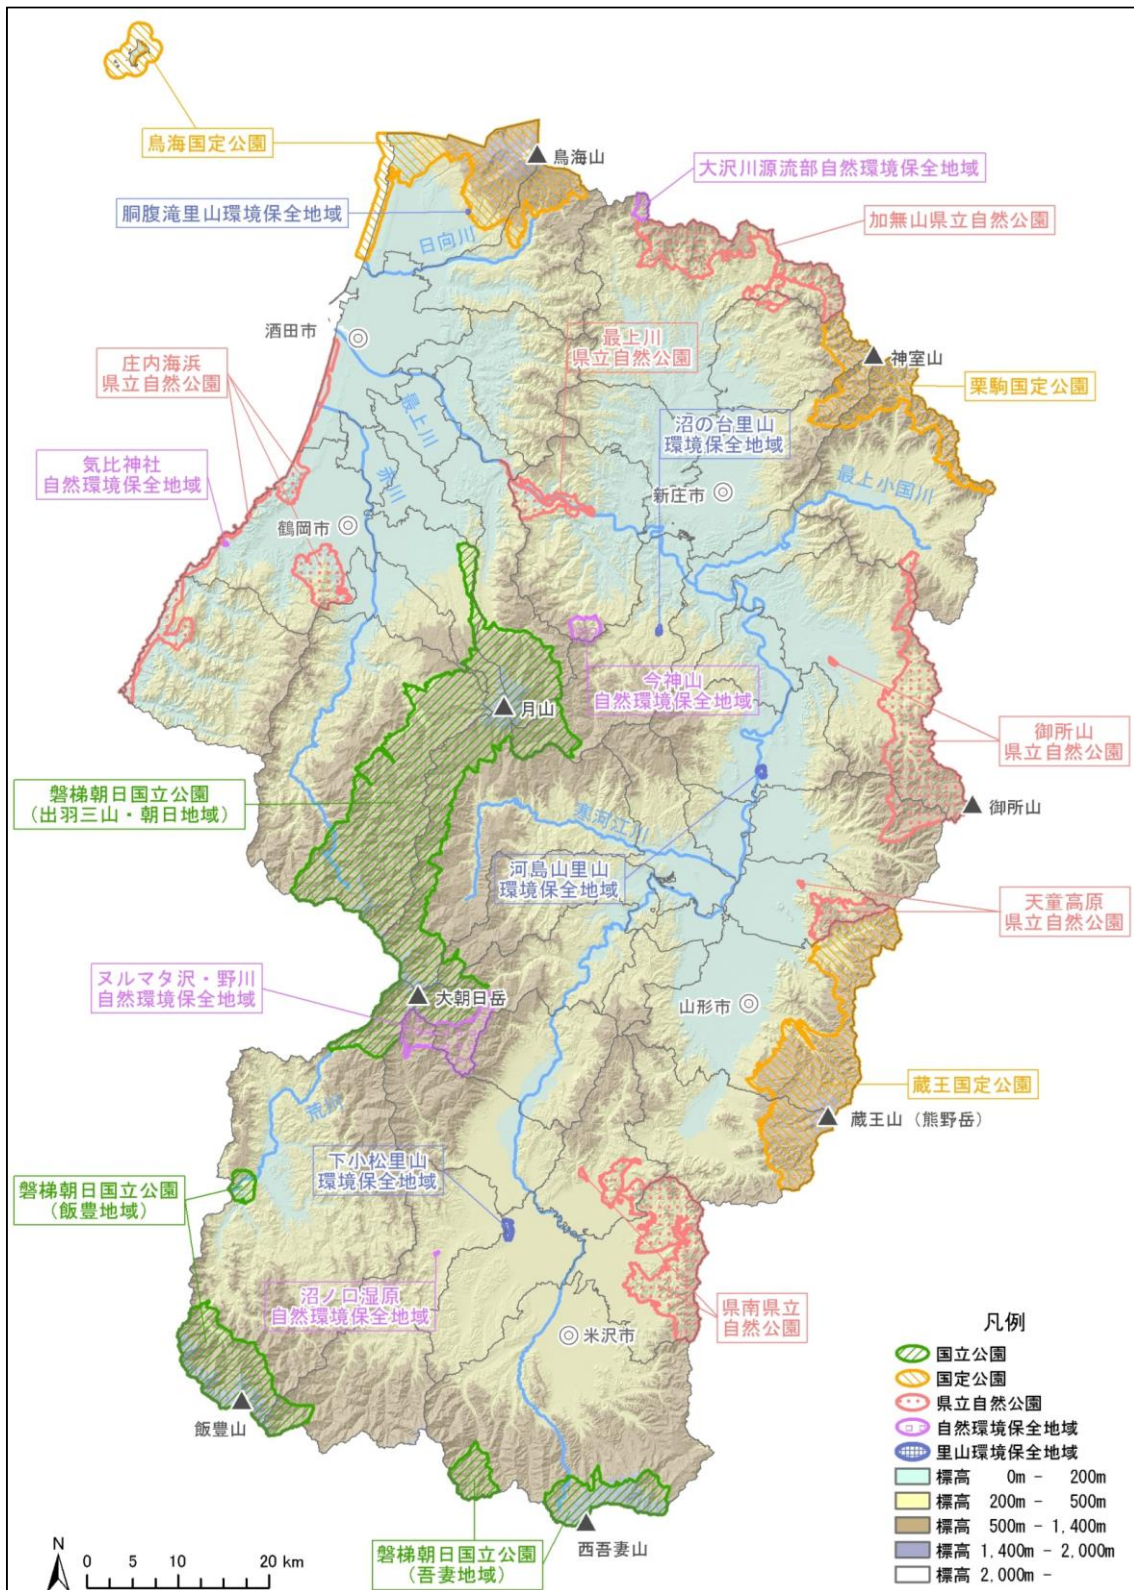 鳥海国定公園
鳥海山
大沢川源流部自然環境保全地域
胴腹滝里山環境保全地域
加無山県立自然公園
日向川
酒田市
最上川
県立自然公園
神室山
庄内海浜
県立自然公園
栗駒国定公園
最上川
沼の台里山
環境保全地域
気比神社
自然環境保全地域
赤川
新庄市
最上小国川
鶴岡市
今神山
自然環境保全地域
月山
御所山
県立自然公園
磐梯朝日国立公園
(出羽三山・朝日地域)
御所山
寒河江川
河島山里山
環境保全地域
天童高原
県立自然公園
ヌルマタ沢・野川
自然環境保全地域
大朝日岳
山形市
蔵王国定公園
荒川
蔵王山(熊野岳)
下小松里山
環境保全地域
磐梯朝日国立公園
(飯豊地域)
沼ノ口湿原
自然環境保全地域
県南県立
自然公園
米沢市
飯豊山
西吾妻山
磐梯朝日国立公園
(吾妻地域)
凡例
国立公園
国定公園
県立自然公園
自然環境保全地域
里山環境保全地域
標高 0m - 200m
標高 200m - 500m
標高 500m - 1,400m
標高 1,400m - 2,000m
標高 2,000m -
N
0 5 10 20 km